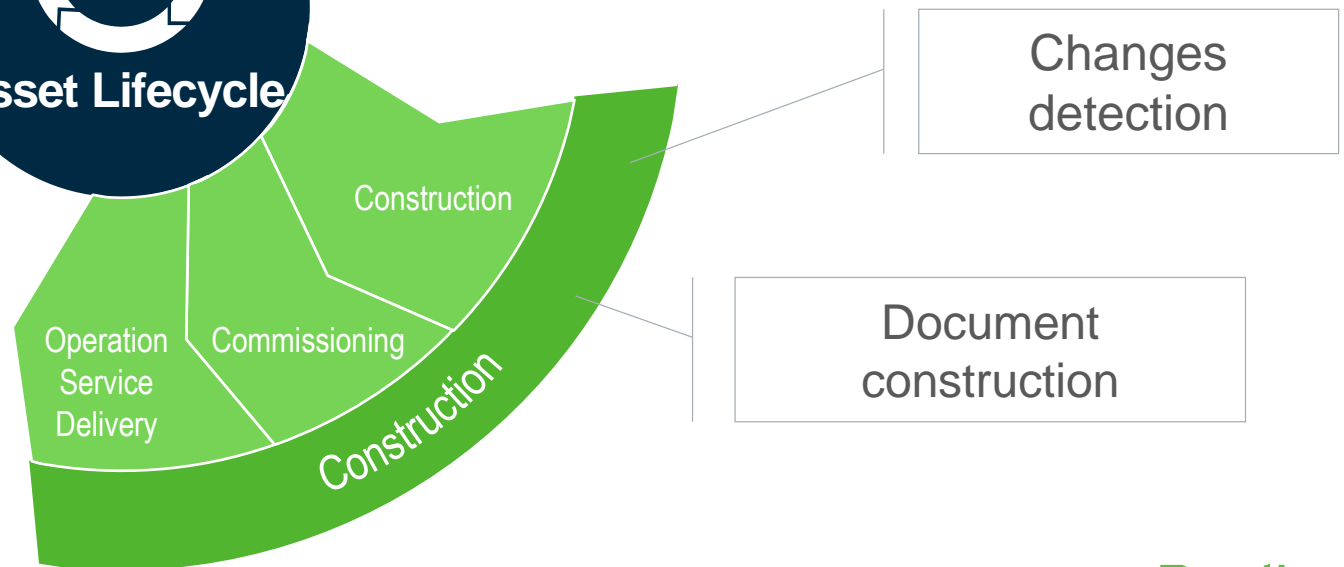 sset Lifecycle
Changes
detection
Construction
Document
construction
Operation
Service
Delivery
Commissioning
Construction